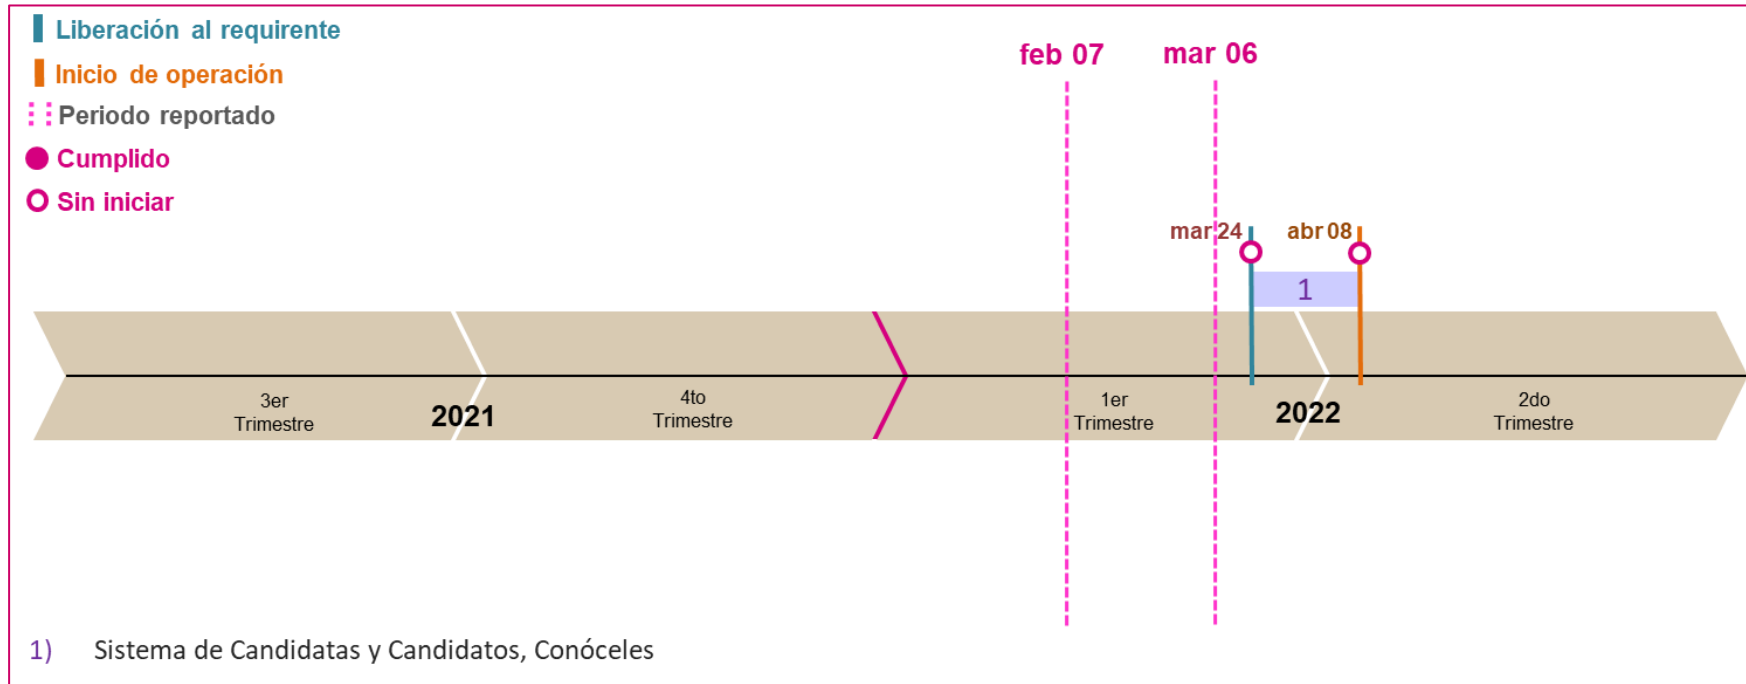 Liberación al requirente
Inicio de operación
Periodo reportado
Cumplido
Sin iniciar
feb 07
mar 06
mar 24
abr 08
1
3er
Trimestre
2021
4to
Trimestre
1er
Trimestre
2022
2do
Trimestre
1) Sistema de Candidatas y Candidatos, Conóceles